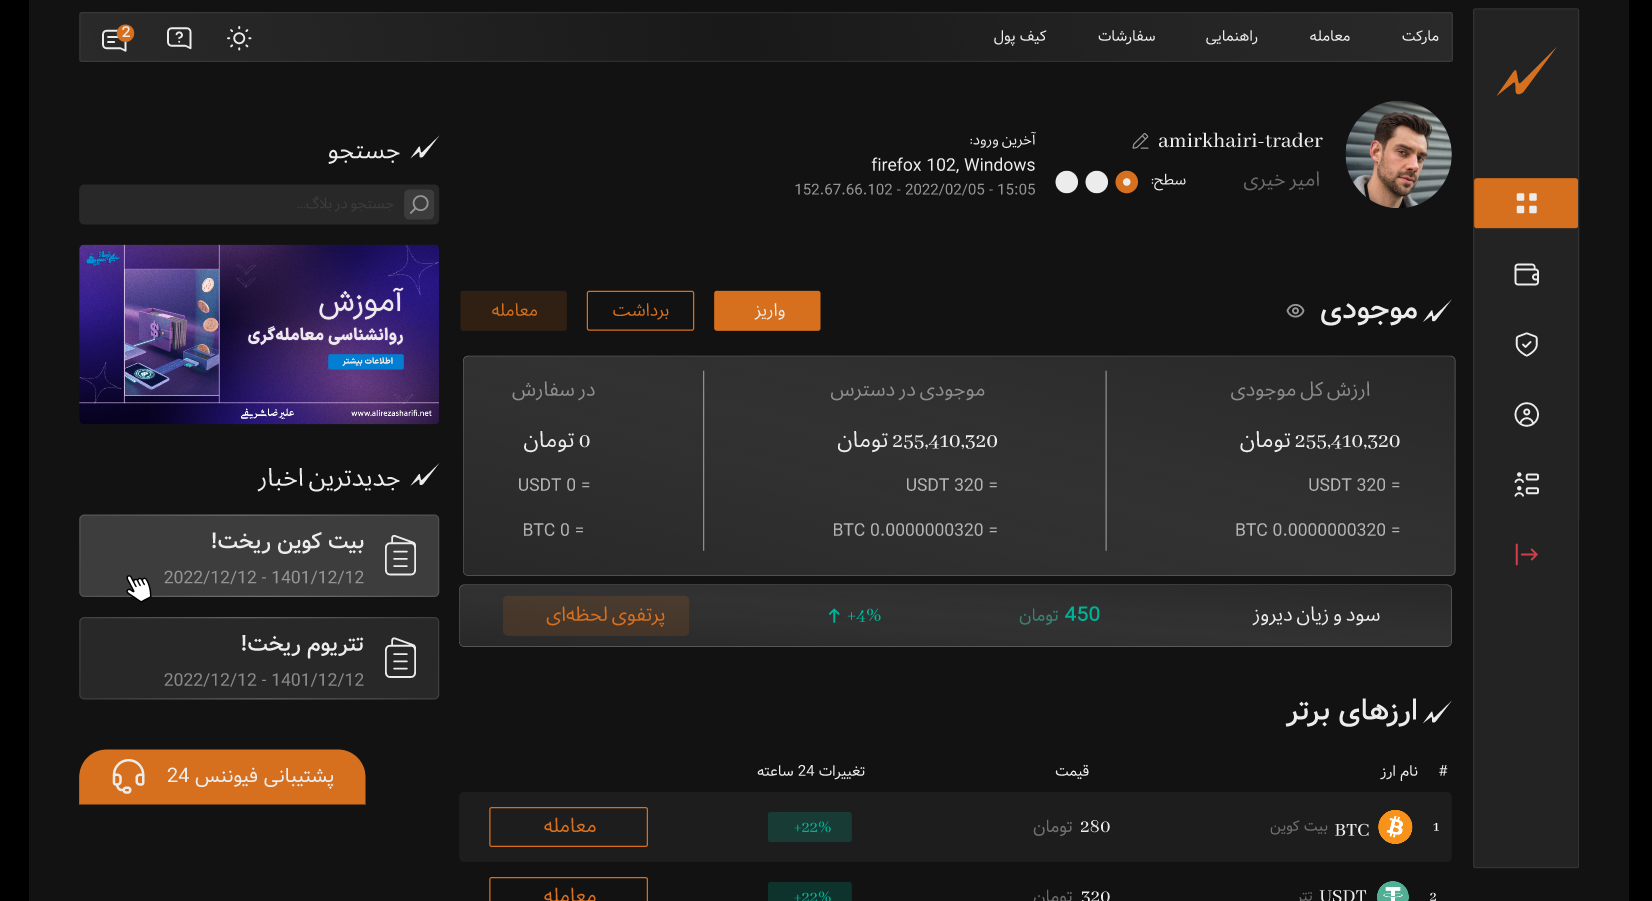 مارکت
معامله
راهنمایی
سفارشات
کیف پول
2
amirkhairi-trader
امیر خیری
سطح:
آخرین ورود:
firefox 102, Windows
152.67.66.102 - 2022/02/05 - 15:05
موجودی
واریز
برداشت
معامله
ارزش کل موجودی
255,410,320 تومان
USDT 320 =
BTC 0.0000000320 =
موجودی در دسترس
255,410,320 تومان
USDT 320 =
BTC 0.0000000320 =
در سفارش
0 تومان
USDT 0 =
BTC 0 =
سود و زیان دیروز
450 تومان
+4%
پرتفوی لحظه‌ای
ارزهای برتر
# نام ارز
قیمت
تغییرات 24 ساعته
1 BTC بیت کوین
280 تومان
+22%
معامله
2 USDT تتر
320 تومان
+22%
معامله
جستجو
جستجو در بلاگ...
آموزش
روانشناسی معامله‌گری
اطلاعات بیشتر
علیرضا شریفی
www.alirezasharifi.net
جدیدترین اخبار
بیت کوین ریخت!
2022/12/12 - 1401/12/12
تتریوم ریخت!
2022/12/12 - 1401/12/12
پشتیبانی فیوننس 24